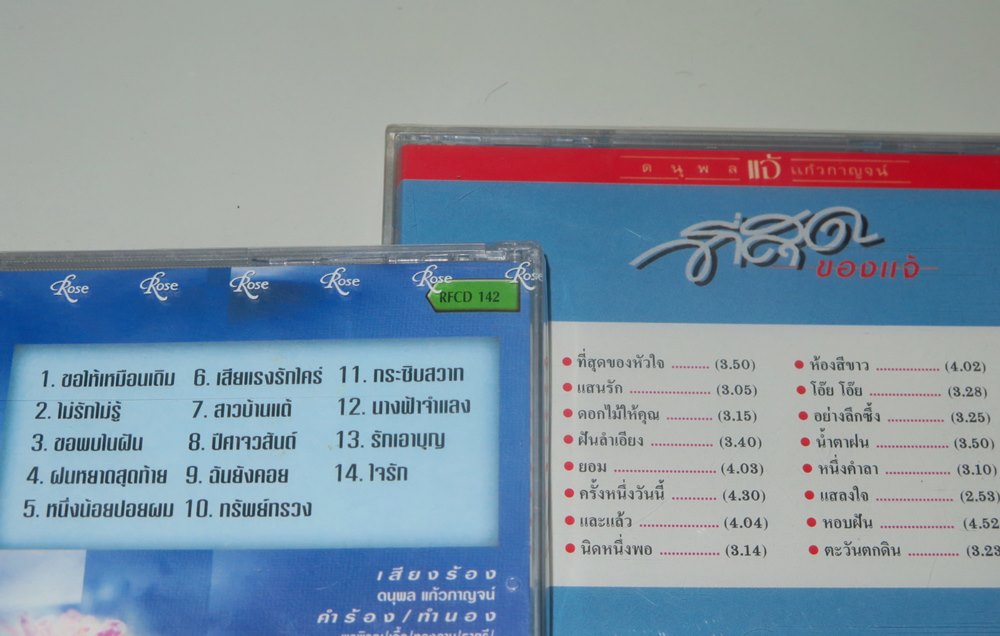 ดนุพล แจ้ แก้วกาญจน์
ที่สุด
ของแจ้
ที่สุดของหัวใจ (3.50)
แสนรัก (3.05)
ดอกไม้ให้คุณ (3.15)
ฝันลำเอียง (3.40)
ยอม (4.03)
ครั้งหนึ่งวันนี้ (4.30)
และแล้ว (4.04)
นิดหนึ่งพอ (3.14)
ห้องสีขาว (4.02)
โอ๊ย โอ๊ย (3.28)
อย่างลึกซึ้ง (3.25)
น้ำตาฝน (3.50)
หนึ่งคำลา (3.10)
แสลงใจ (2.53)
หอบฝัน (4.52
ตะวันตกดิน (3.23
Rose Rose Rose Rose Rose Rose
RFCD 142
1. ขอให้เหมือนเดิม
2. ไม่รักไม่รู้
3. ขอพบในฝัน
4. ฝนหยาดสุดท้าย
5. หนึ่งน้อยปอยผม
6. เสียแรงรักใคร่
7. สาวบ้านแต้
8. ปีศาจวสันต์
9. ฉันยังคอย
10. ทรัพย์ทรวง
11. กระซิบสวาท
12. นางฟ้าจำแลง
13. รักเอาบุญ
14. ใจรัก
เสียงร้อง
ดนุพล แก้วกาญจน์
คำร้อง/ทำนอง